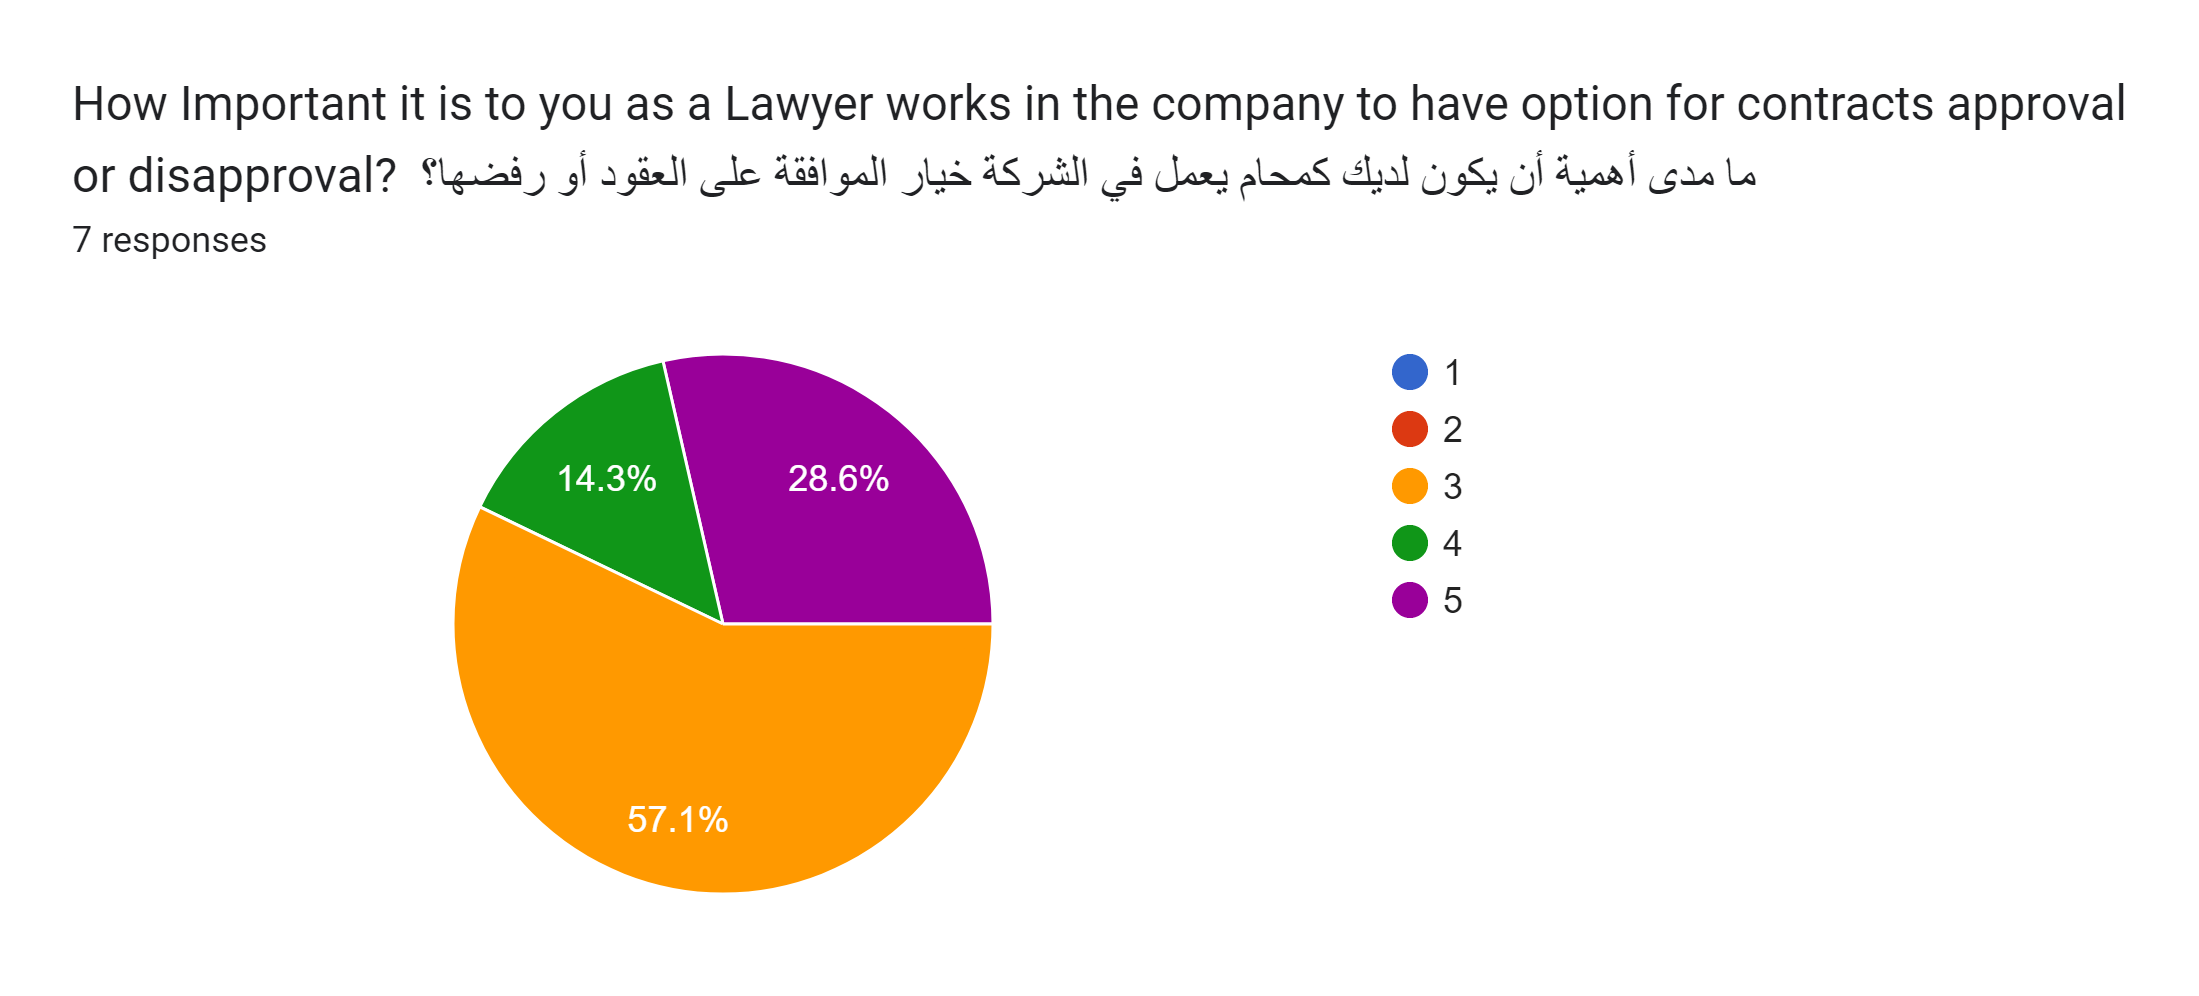 How Important it is to you as a Lawyer works in the company to have option for contracts approval
or disapproval? ما مدى أهمية أن يكون لديك كمحام يعمل في الشركة خيار الموافقة على العقود أو رفضها؟
7 responses
14.3%
28.6%
57.1%
1
2
3
4
5